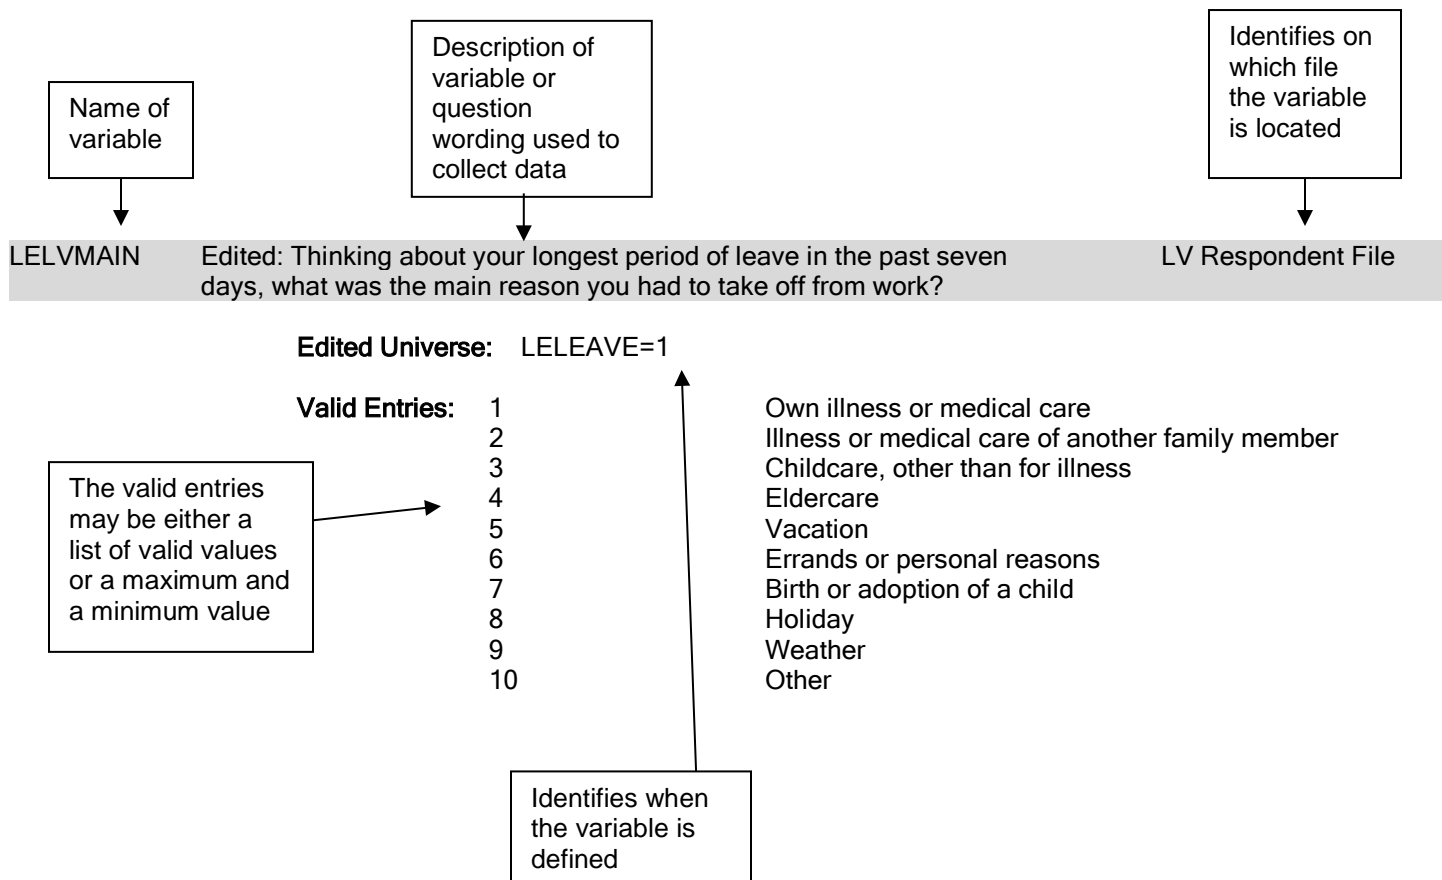 Name of
variable
Description of
variable or
question
wording used to
collect data
Identifies on
which file
the variable
is located
LELVMAIN Edited: Thinking about your longest period of leave in the past seven LV Respondent File
days, what was the main reason you had to take off from work?
Edited Universe: LELEAVE=1
Valid Entries: 1 Own illness or medical care
2 Illness or medical care of another family member
3 Childcare, other than for illness
4 Eldercare
5 Vacation
6 Errands or personal reasons
7 Birth or adoption of a child
8 Holiday
9 Weather
10 Other
The valid entries
may be either a
list of valid values
or a maximum and
a minimum value
Identifies when
the variable is
defined